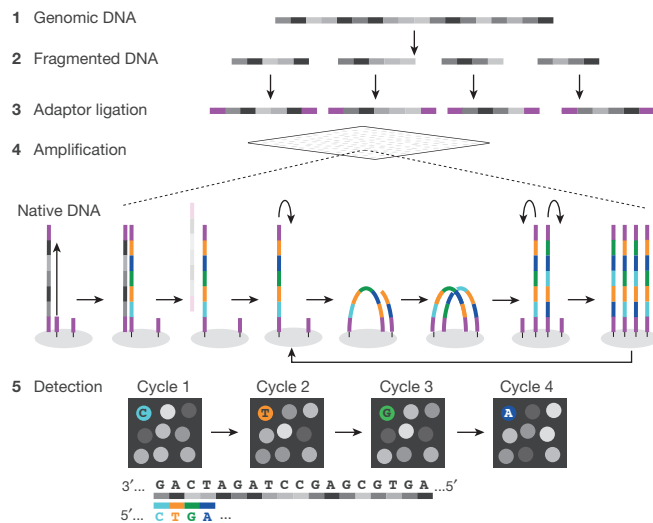 1 Genomic DNA
2 Fragmented DNA
3 Adaptor ligation
4 Amplification
Native DNA
5 Detection
Cycle 1 Cycle 2 Cycle 3 Cycle 4
C T G A
3′... G A C T A G A T C C G A G C G T G A ...5′
5′... C T G A ...